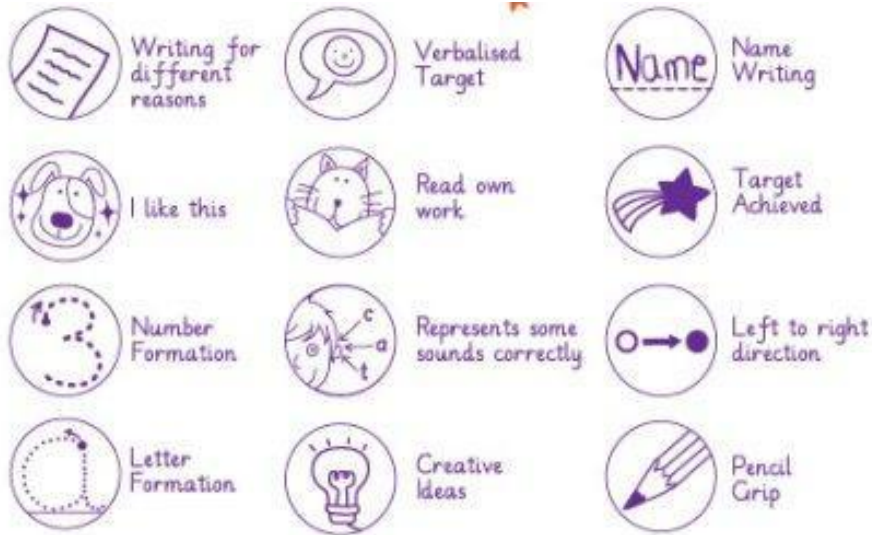 Writing for
different
reasons
Verbalised
Target
Name
Name
Writing
I like this
Read own
work
Target
Achieved
Number
Formation
c
a
t
Represents some
sounds correctly
Left to right
direction
Letter
Formation
Creative
Ideas
Pencil
Grip